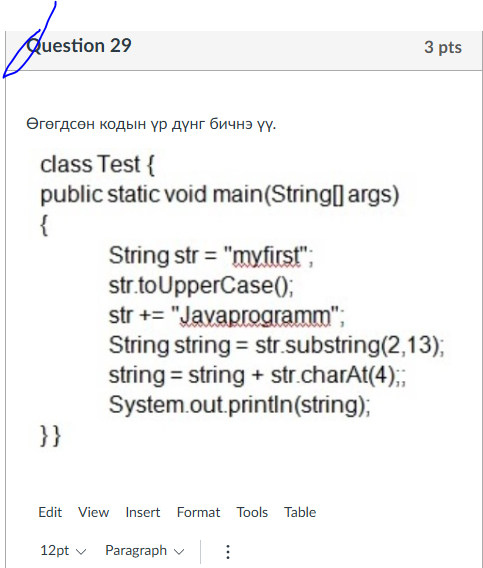 Question 29
3 pts
Өгөгдсөн кодын үр дүнг бичнэ үү.
class Test {
public static void main(String[] args)
{
String str = "myfirst";
str.toUpperCase();
str += "Javaprogramm";
String string = str.substring(2,13);
string = string + str.charAt(4);;
System.out.println(string);
}}
Edit View Insert Format Tools Table
12pt Paragraph